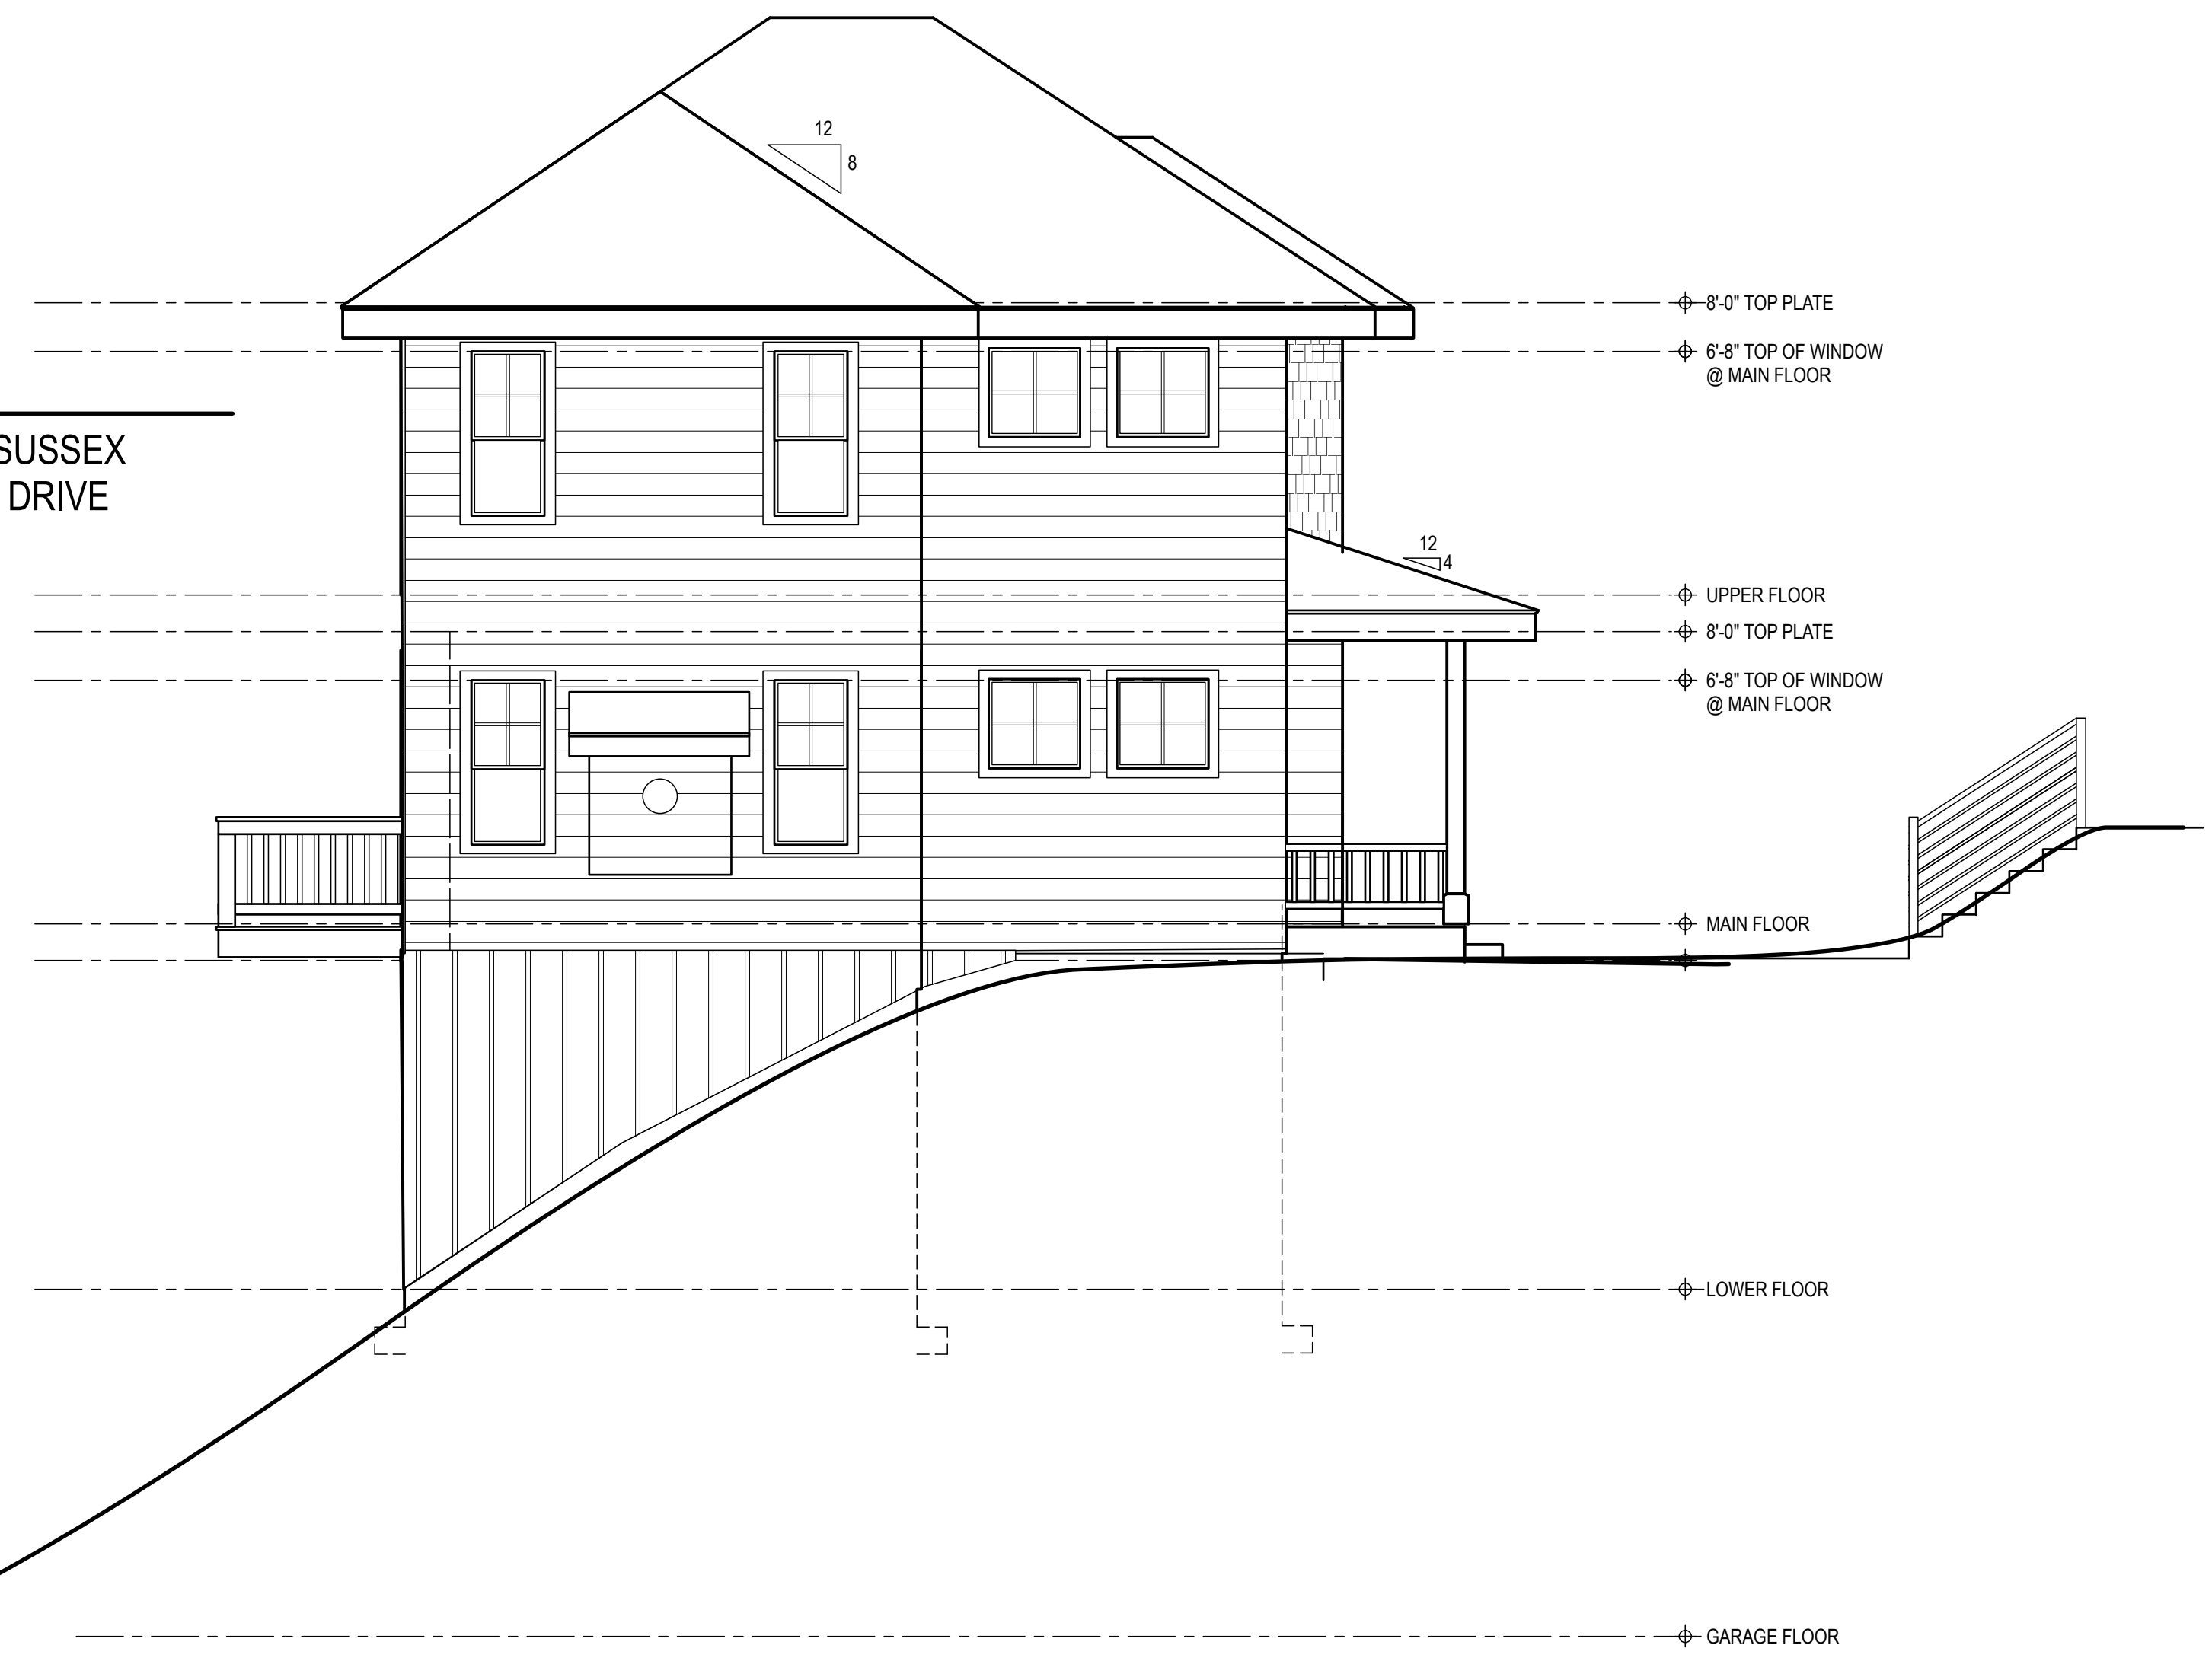 12
8
8'-0" TOP PLATE
6'-8" TOP OF WINDOW
@ MAIN FLOOR
SUSSEX
DRIVE
12
4
UPPER FLOOR
8'-0" TOP PLATE
6'-8" TOP OF WINDOW
@ MAIN FLOOR
MAIN FLOOR
LOWER FLOOR
GARAGE FLOOR